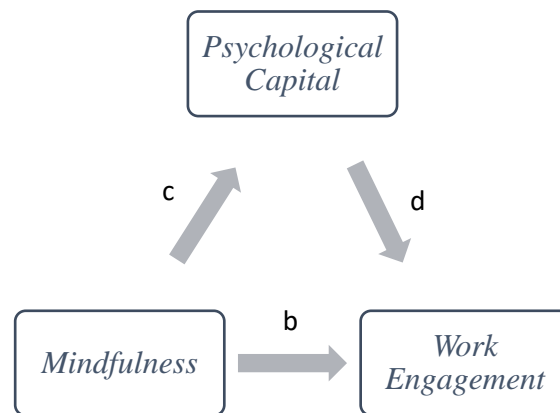 Psychological
Capital
c
d
b
Mindfulness
Work
Engagement